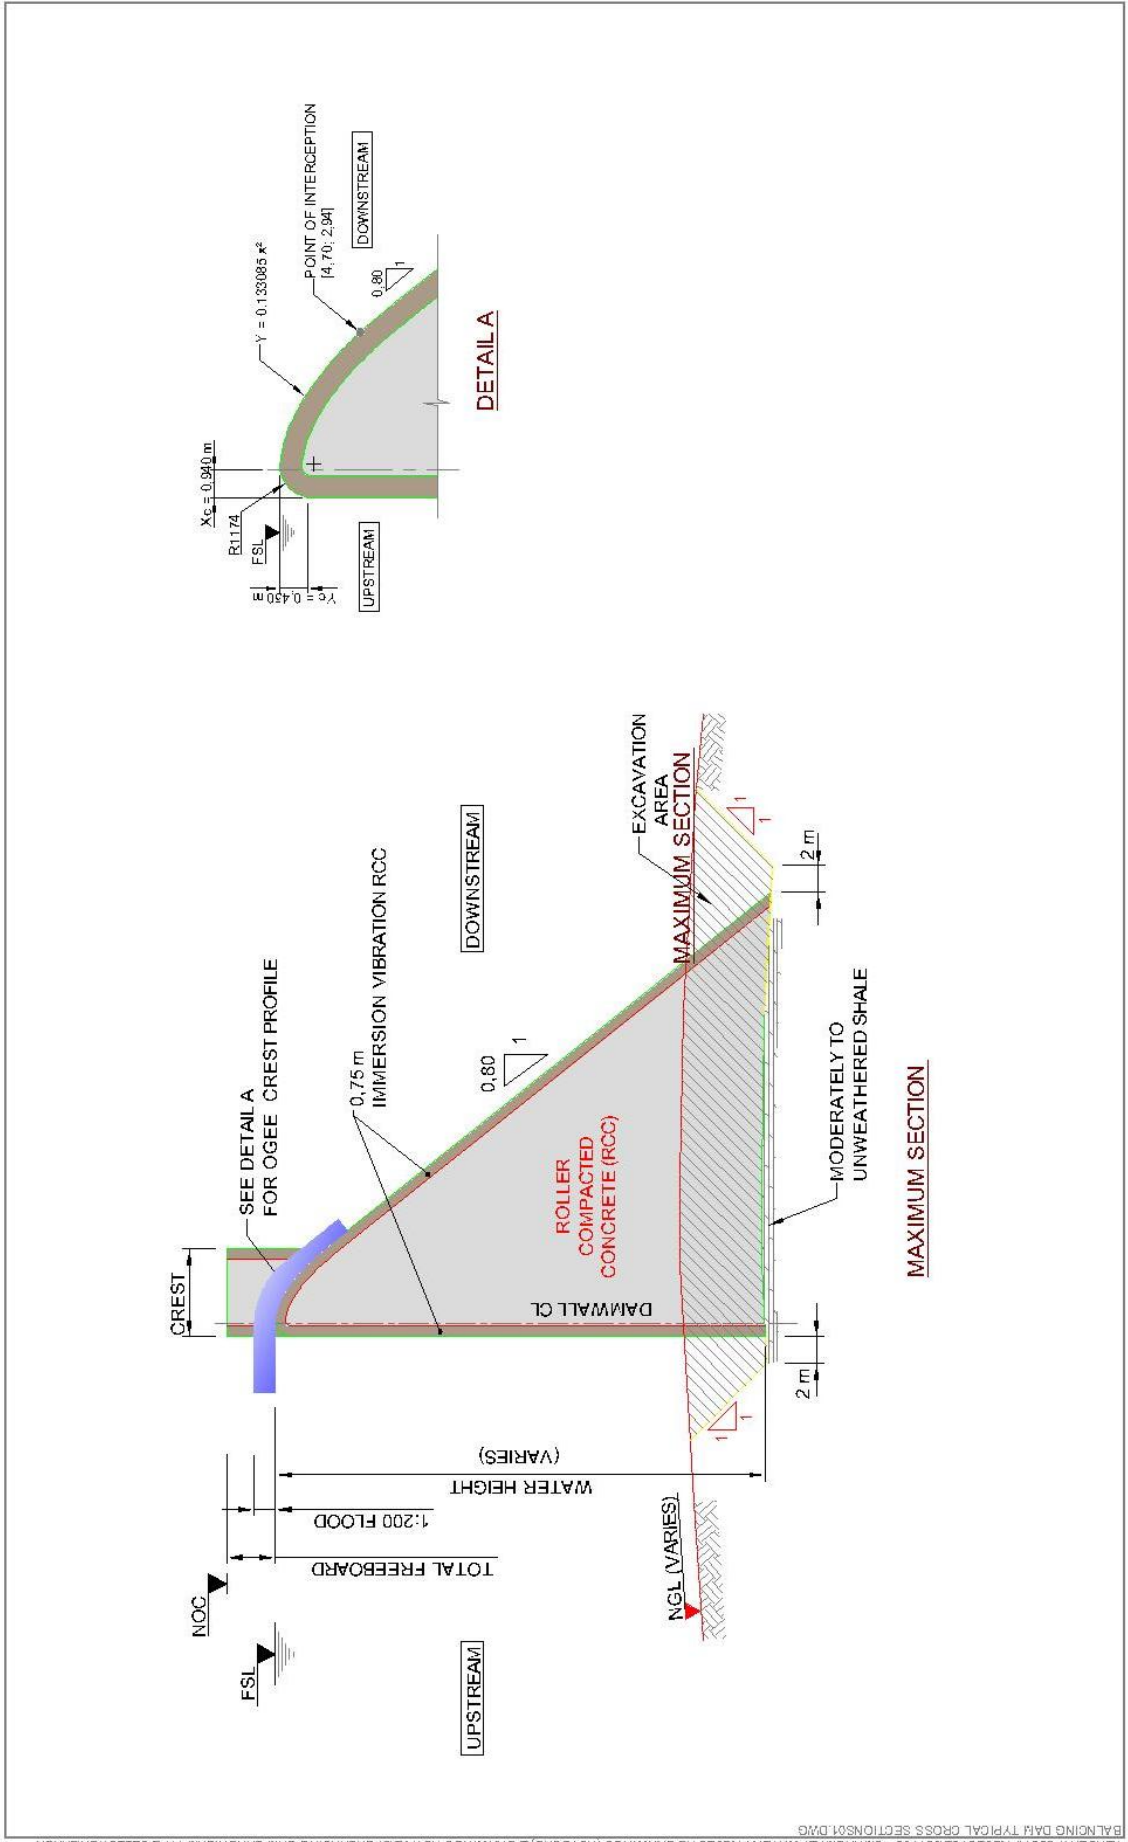 CREST
SEE DETAIL A
FOR OGEE CREST PROFILE
0,75 m
IMMERSION VIBRATION RCC
DOWNSTREAM
NOC
FSL
UPSTREAM
TOTAL FREEBOARD
1:200 FLOOD
WATER HEIGHT
(VARIES)
0,80
1
ROLLER
COMPACTED
CONCRETE (RCC)
DAMWALL CL
EXCAVATION
AREA
MAXIMUM SECTION
NGL (VARIES)
1
1
1
1
2 m
2 m
MODERATELY TO
UNWEATHERED SHALE
MAXIMUM SECTION
Xc = 0,940 m
R1174
FSL
Yc = 0,430 m
UPSTREAM
Y = 0.133085 x²
POINT OF INTERCEPTION
[4,70; 2,94]
DOWNSTREAM
0,80
1
DETAIL A
BALANCING DAM TYPICAL CROSS SECTIONS01.DWG